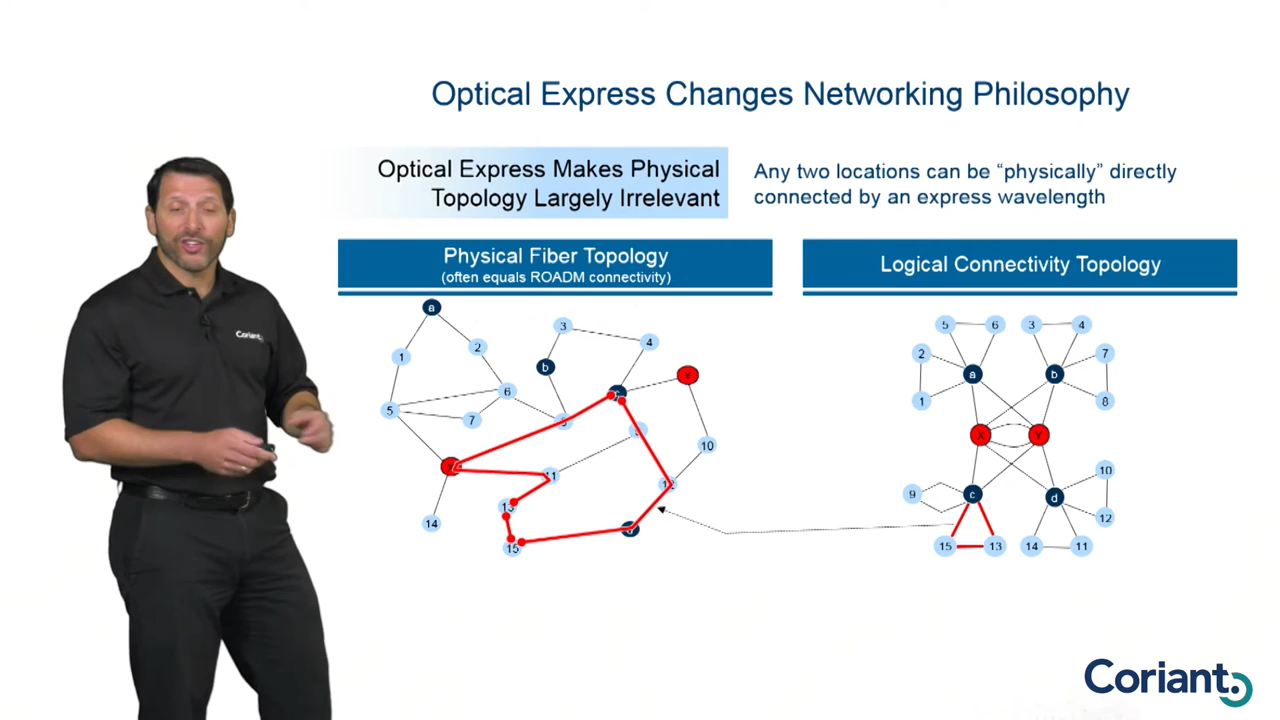 Optical Express Changes Networking Philosophy
Optical Express Makes Physical
Topology Largely Irrelevant
Any two locations can be “physically” directly
connected by an express wavelength
Physical Fiber Topology
(often equals ROADM connectivity)
Logical Connectivity Topology
a
3
2
4
1
b
Y
6
5
7
10
11
12
14
15
5
6
3
4
2
a
b
7
1
8
X
Y
10
9
c
d
12
15
13
14
11
Coriant
Coriant